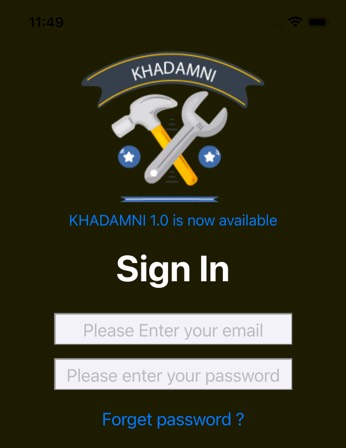 11:49
KHADAMNI
KHADAMNI 1.0 is now available
Sign In
Please Enter your email
Please enter your password
Forget password ?